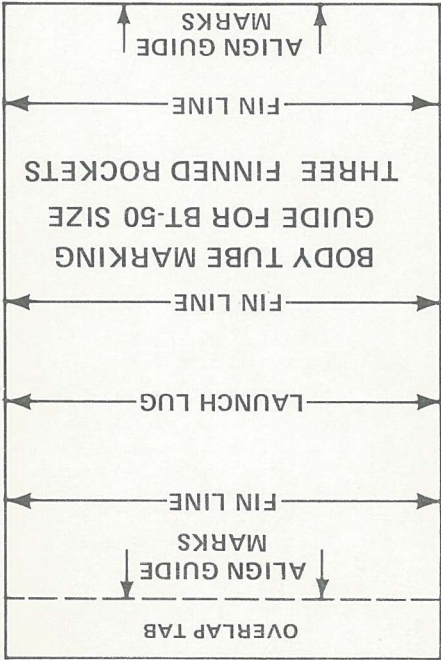 OVERLAP TAB
ALIGN GUIDE
MARKS
FIN LINE
LAUNCH LUG
FIN LINE
BODY TUBE MARKING
GUIDE FOR BT-50 SIZE
THREE FINNED ROCKETS
FIN LINE
ALIGN GUIDE
MARKS